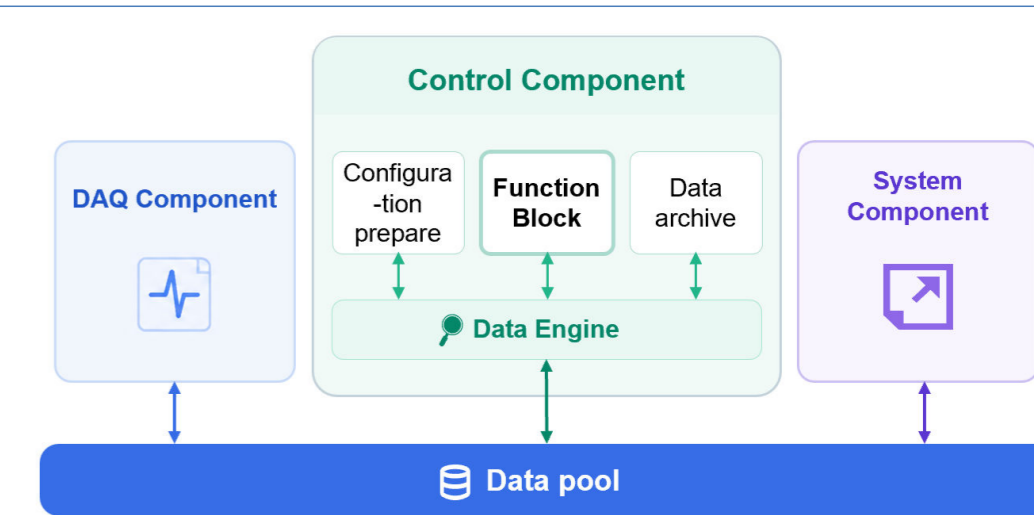 Control Component
DAQ Component
Configura
-tion
prepare
Function
Block
Data
archive
System
Component
Data Engine
Data pool